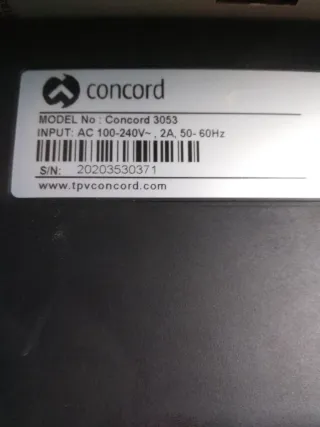 concord
MODEL No : Concord 3053
INPUT: AC 100-240V~ , 2A, 50- 60Hz
S/N: 20203530371
www.tpvconcord.com